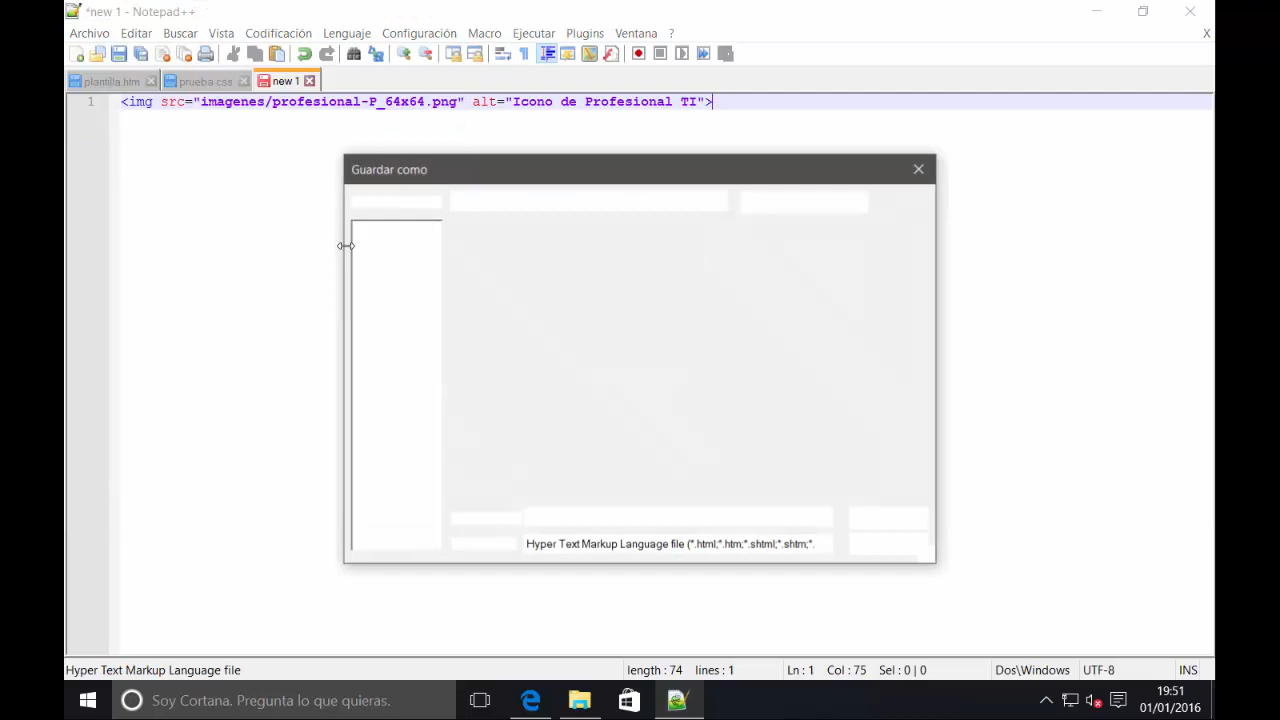 *new 1 - Notepad++
Archivo Editar Buscar Vista Codificación Lenguaje Configuración Macro Ejecutar Plugins Ventana ? X
plantilla.htm prueba.css new 1
1 <img src="imagenes/profesional-P_64x64.png" alt="Icono de Profesional TI">
Guardar como
Hyper Text Markup Language file (*.html;*.htm;*.shtml;*.shtm;*.
Hyper Text Markup Language file length : 74 lines : 1 Ln : 1 Col : 75 Sel : 0 | 0 Dos\Windows UTF-8 INS
Soy Cortana. Pregunta lo que quieras. 19:51
01/01/2016